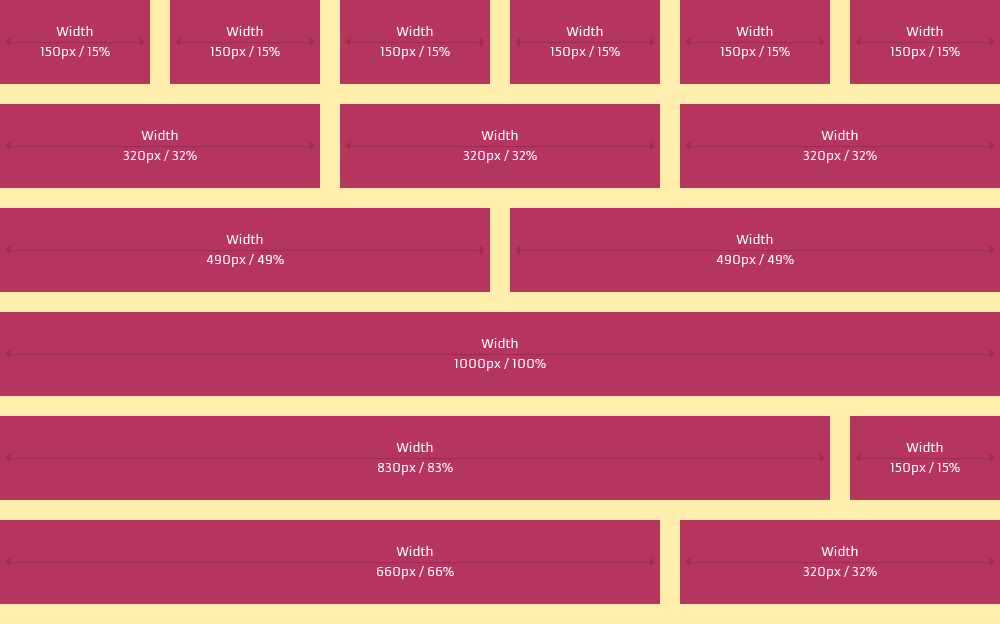 Width Width Width Width Width Width
150px / 15% 150px / 15% 150px / 15% 150px / 15% 150px / 15% 150px / 15%
Width Width Width
320px / 32% 320px / 32% 320px / 32%
Width Width
490px / 49% 490px / 49%
Width
1000px / 100%
Width Width
830px / 83% 150px / 15%
Width Width
660px / 66% 320px / 32%